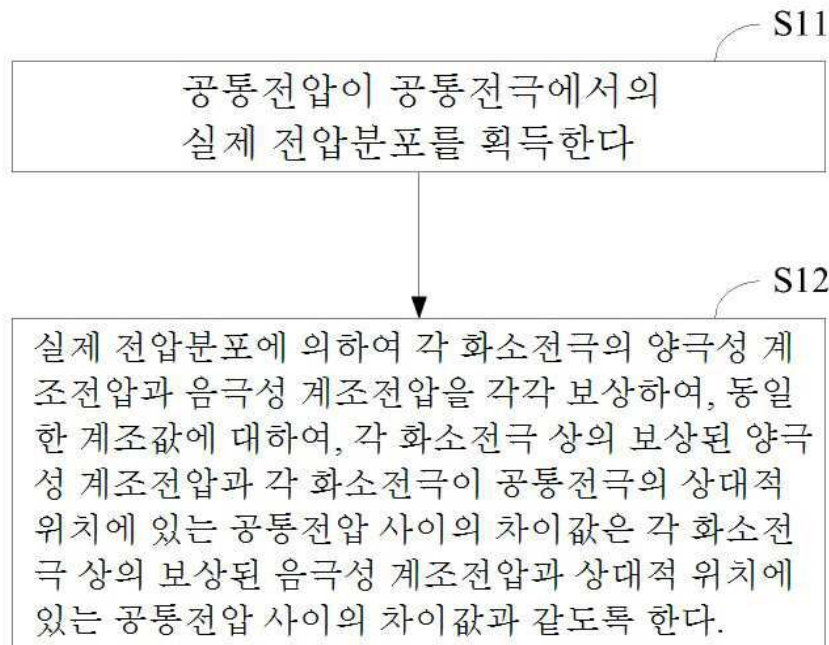 S11
공통전압이 공통전극에서의
실제 전압분포를 획득한다
S12
실제 전압분포에 의하여 각 화소전극의 양극성 계
조전압과 음극성 계조전압을 각각 보상하여, 동일
한 계조값에 대하여, 각 화소전극 상의 보상된 양극
성 계조전압과 각 화소전극이 공통전극의 상대적
위치에 있는 공통전압 사이의 차이값은 각 화소전
극 상의 보상된 음극성 계조전압과 상대적 위치에
있는 공통전압 사이의 차이값과 같도록 한다.